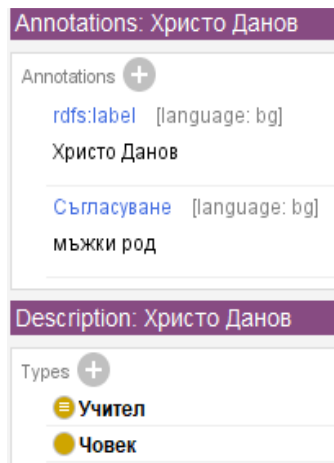 Annotations: Христо Данов
Annotations
rdfs:label [language: bg]
Христо Данов
Съгласуване [language: bg]
мъжки род
Description: Христо Данов
Types
Учител
Човек